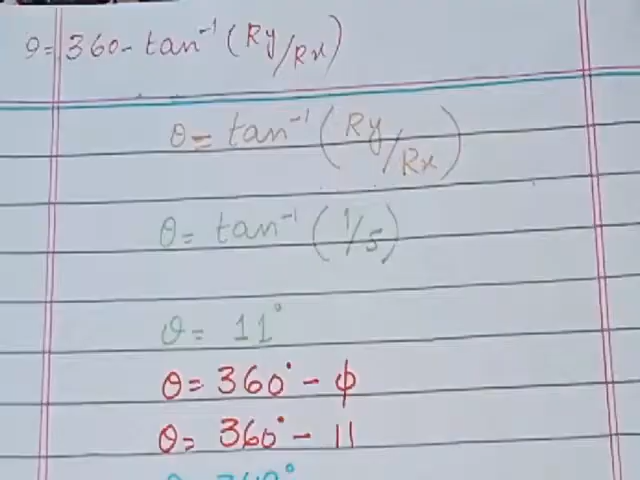 θ = 360 - tan⁻¹ (Ry/Rx)
θ = tan⁻¹ (Ry/Rx)
θ = tan⁻¹ (1/5)
θ = 11°
θ = 360° - φ
θ = 360° - 11